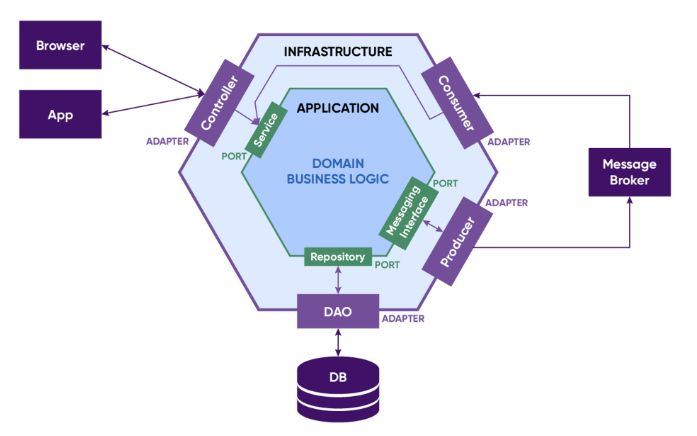 Browser
INFRASTRUCTURE
App
Controller
Consumer
APPLICATION
Service
ADAPTER
ADAPTER
PORT
DOMAIN
BUSINESS LOGIC
Message
Broker
PORT
Messaging
Interface
ADAPTER
Producer
Repository
PORT
DAO
ADAPTER
DB